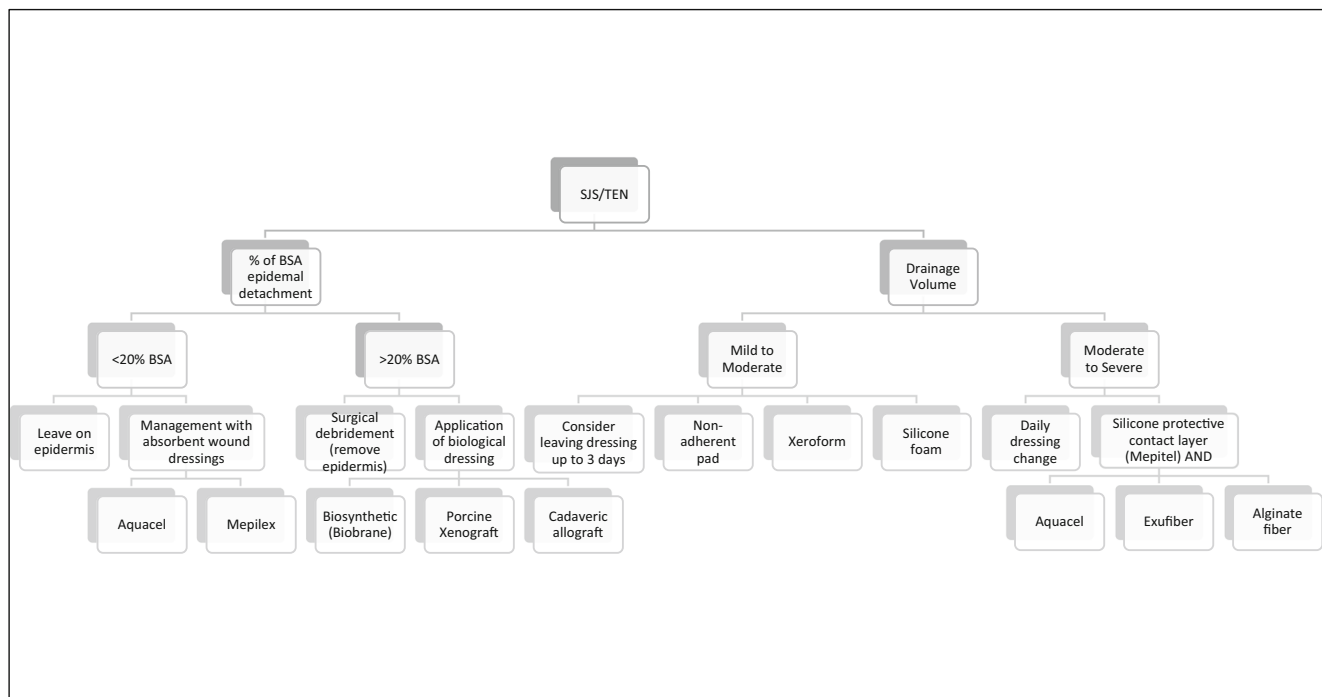 SJS/TEN
% of BSA
epidemal
detachment
Drainage
Volume
<20% BSA
>20% BSA
Mild to
Moderate
Moderate
to Severe
Leave on
epidermis
Management with
absorbent wound
dressings
Surgical
debridement
(remove
epidermis)
Application
of biological
dressing
Consider
leaving dressing
up to 3 days
Non-
adherent
pad
Xeroform
Silicone
foam
Daily
dressing
change
Silicone protective
contact layer
(Mepitel) AND
Aquacel
Mepilex
Biosynthetic
(Biobrane)
Porcine
Xenograft
Cadaveric
allograft
Aquacel
Exufiber
Alginate
fiber